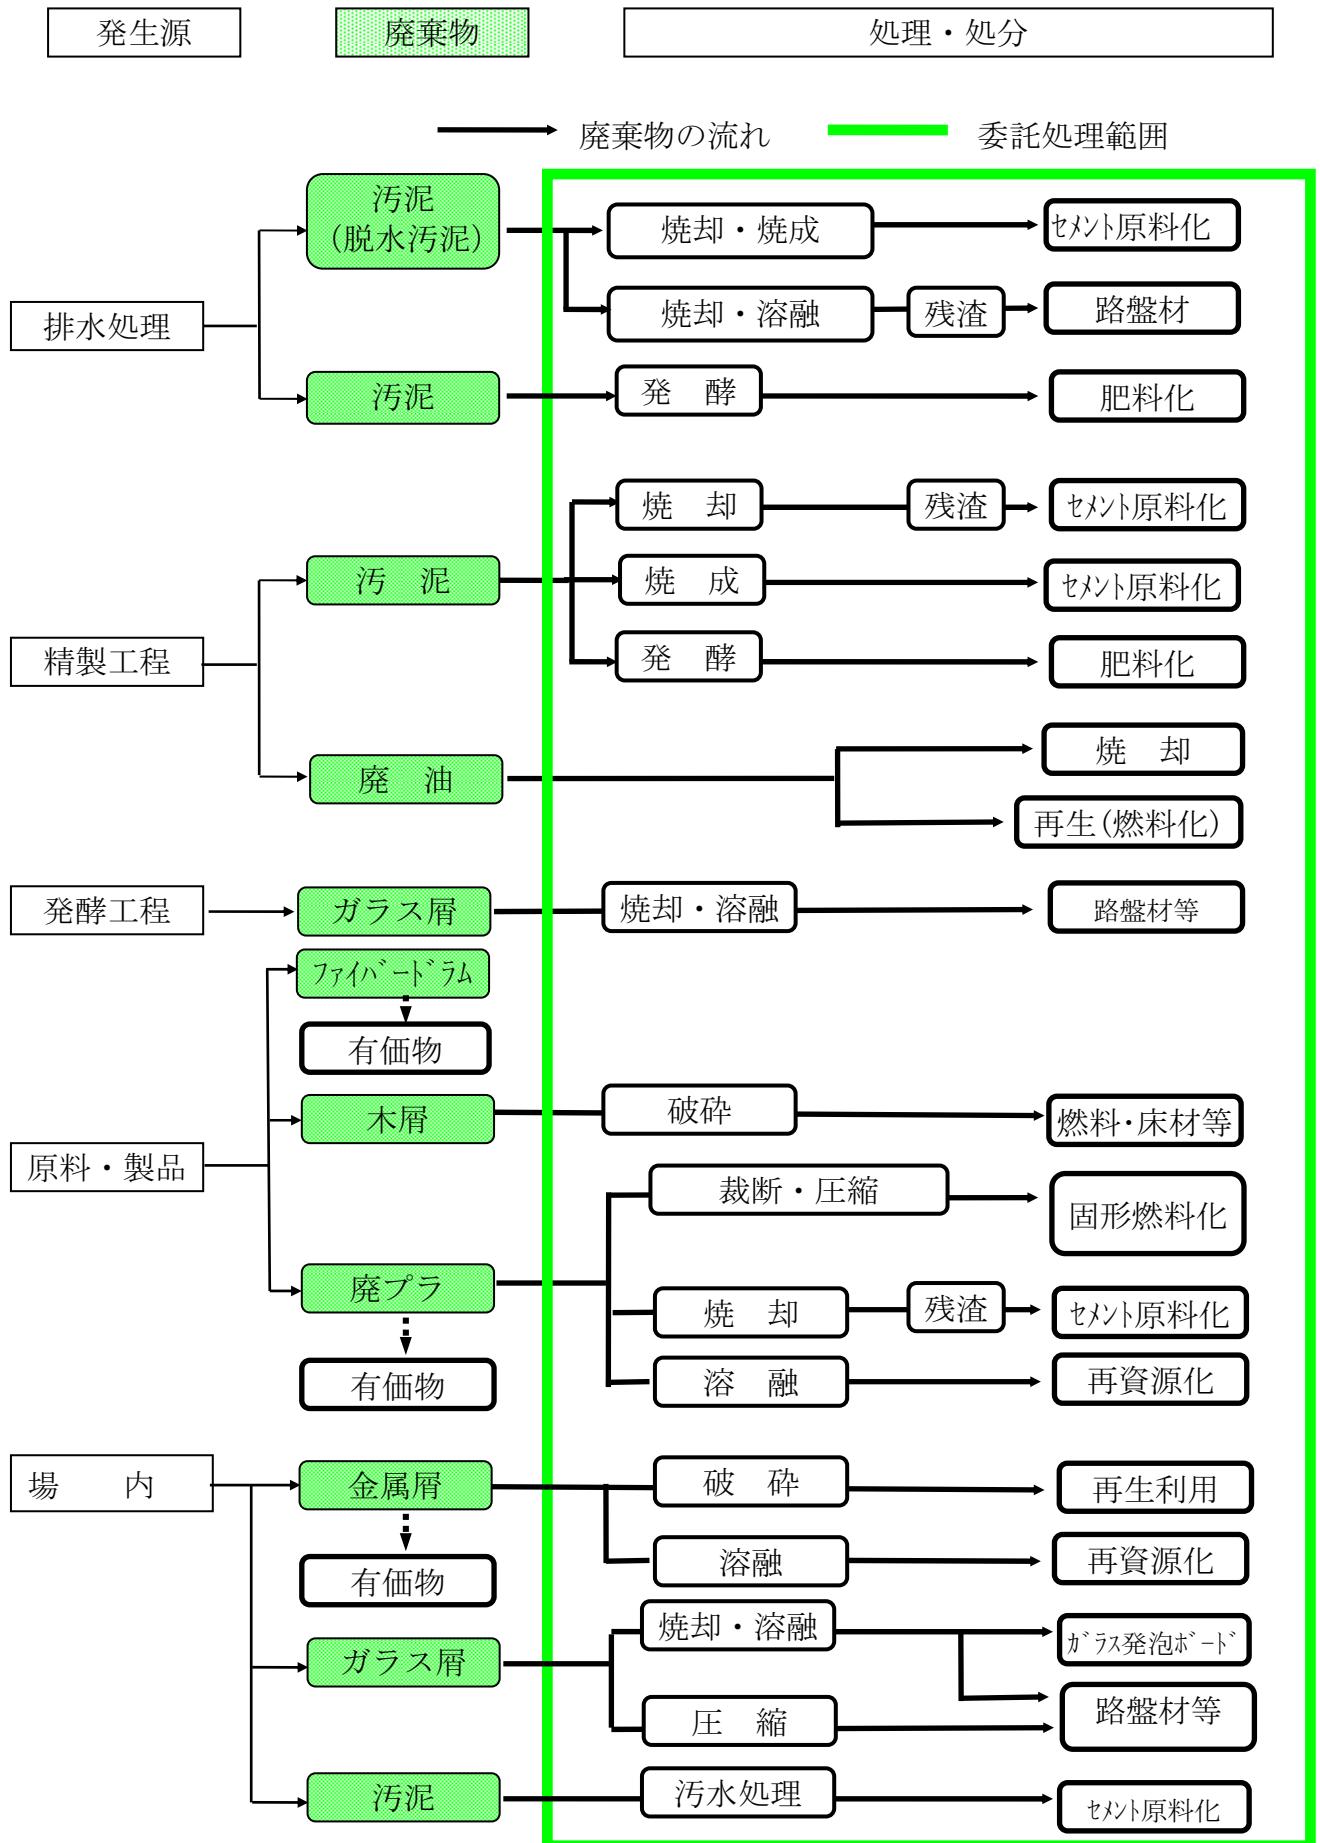 発生源
廃棄物
処理・処分
廃棄物の流れ
委託処理範囲
汚泥
(脱水汚泥)
焼却・焼成
ｾﾒﾝﾄ原料化
排水処理
焼却・溶融
残渣
路盤材
汚泥
発　酵
肥料化
焼　却
残渣
ｾﾒﾝﾄ原料化
汚　泥
焼　成
ｾﾒﾝﾄ原料化
精製工程
発　酵
肥料化
廃　油
焼　却
再生(燃料化)
発酵工程
ガラス屑
焼却・溶融
路盤材等
ﾌｧｲﾊﾞｰﾄﾞﾗﾑ
有価物
木屑
破砕
燃料･床材等
原料・製品
裁断・圧縮
固形燃料化
廃プラ
焼　却
残渣
ｾﾒﾝﾄ原料化
有価物
溶　融
再資源化
場　　内
金属屑
破　砕
再生利用
有価物
溶融
再資源化
焼却・溶融
ｶﾞﾗｽ発泡ﾎﾞｰﾄﾞ
ガラス屑
圧　縮
路盤材等
汚泥
汚水処理
ｾﾒﾝﾄ原料化